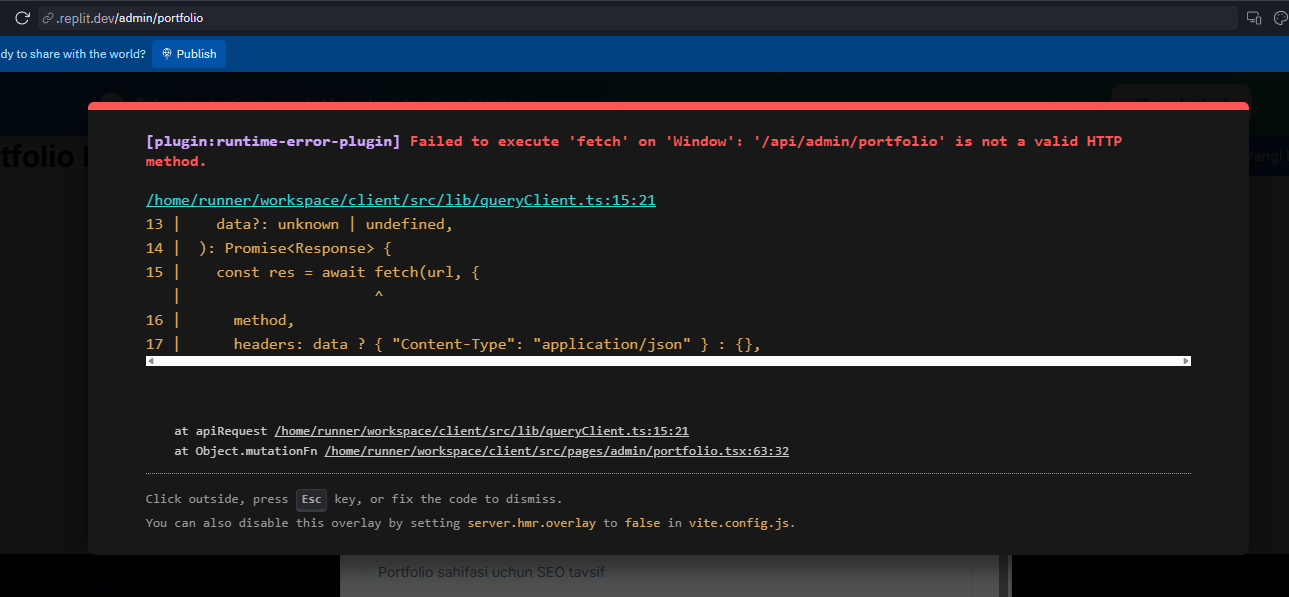 .replit.dev/admin/portfolio
dy to share with the world? Publish
tfolio
Yangi
[plugin:runtime-error-plugin] Failed to execute 'fetch' on 'Window': '/api/admin/portfolio' is not a valid HTTP
method.
/home/runner/workspace/client/src/lib/queryClient.ts:15:21
13 |    data?: unknown | undefined,
14 |  ): Promise<Response> {
15 |    const res = await fetch(url, {
   |                      ^
16 |      method,
17 |      headers: data ? { "Content-Type": "application/json" } : {},
at apiRequest /home/runner/workspace/client/src/lib/queryClient.ts:15:21
at Object.mutationFn /home/runner/workspace/client/src/pages/admin/portfolio.tsx:63:32
Click outside, press Esc key, or fix the code to dismiss.
You can also disable this overlay by setting server.hmr.overlay to false in vite.config.js.
Portfolio sahifasi uchun SEO tavsif